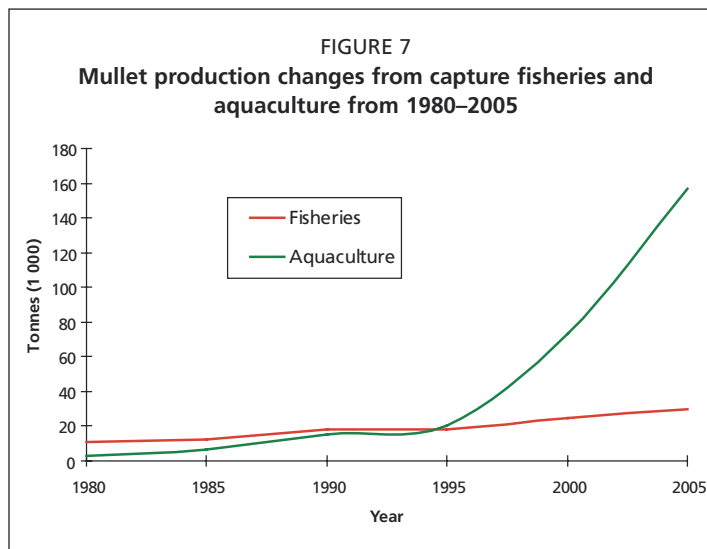 FIGURE 7
Mullet production changes from capture fisheries and
aquaculture from 1980–2005
180
160
140
120
100
80
60
40
20
0
Tonnes (1 000)
Fisheries
Aquaculture
1980 1985 1990 1995 2000 2005
Year